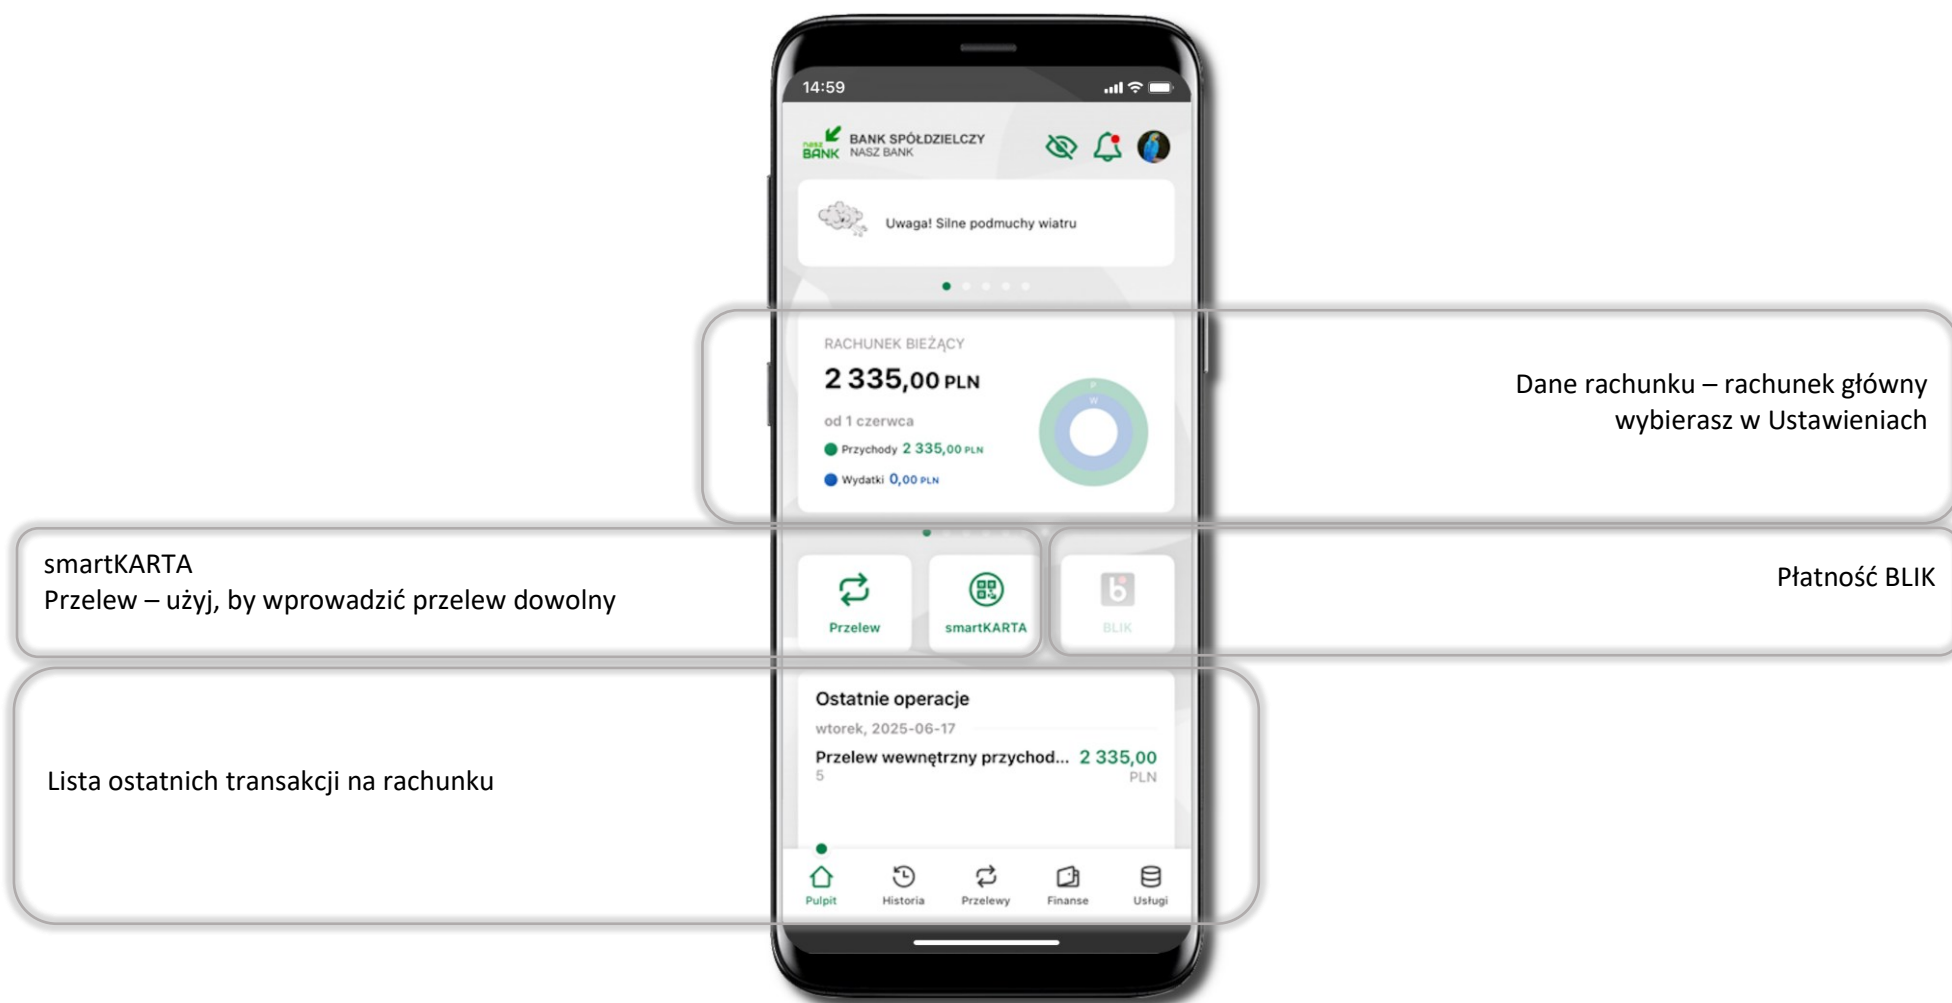 14:59
nasz
BANK
BANK SPÓŁDZIELCZY
NASZ BANK
Uwaga! Silne podmuchy wiatru
RACHUNEK BIEŻĄCY
2 335,00 PLN
od 1 czerwca
Przychody 2 335,00 PLN
Wydatki 0,00 PLN
P
W
Dane rachunku – rachunek główny
wybierasz w Ustawieniach
smartKARTA
Przelew – użyj, by wprowadzić przelew dowolny
Przelew
smartKARTA
b
BLIK
Płatność BLIK
Lista ostatnich transakcji na rachunku
Ostatnie operacje
wtorek, 2025-06-17
Przelew wewnętrzny przychod... 2 335,00
5 PLN
Pulpit Historia Przelewy Finanse Usługi